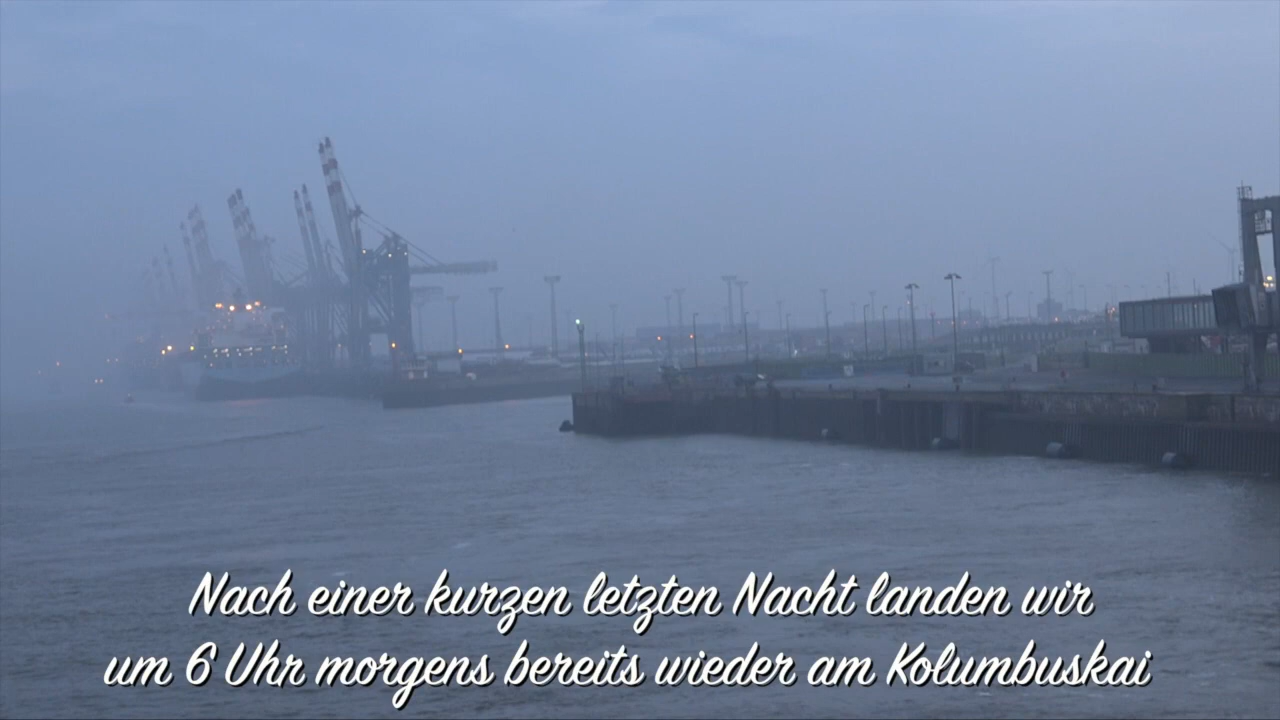 Nach einer kurzen letzten Nacht landen wir
um 6 Uhr morgens bereits wieder am Kolumbuskai